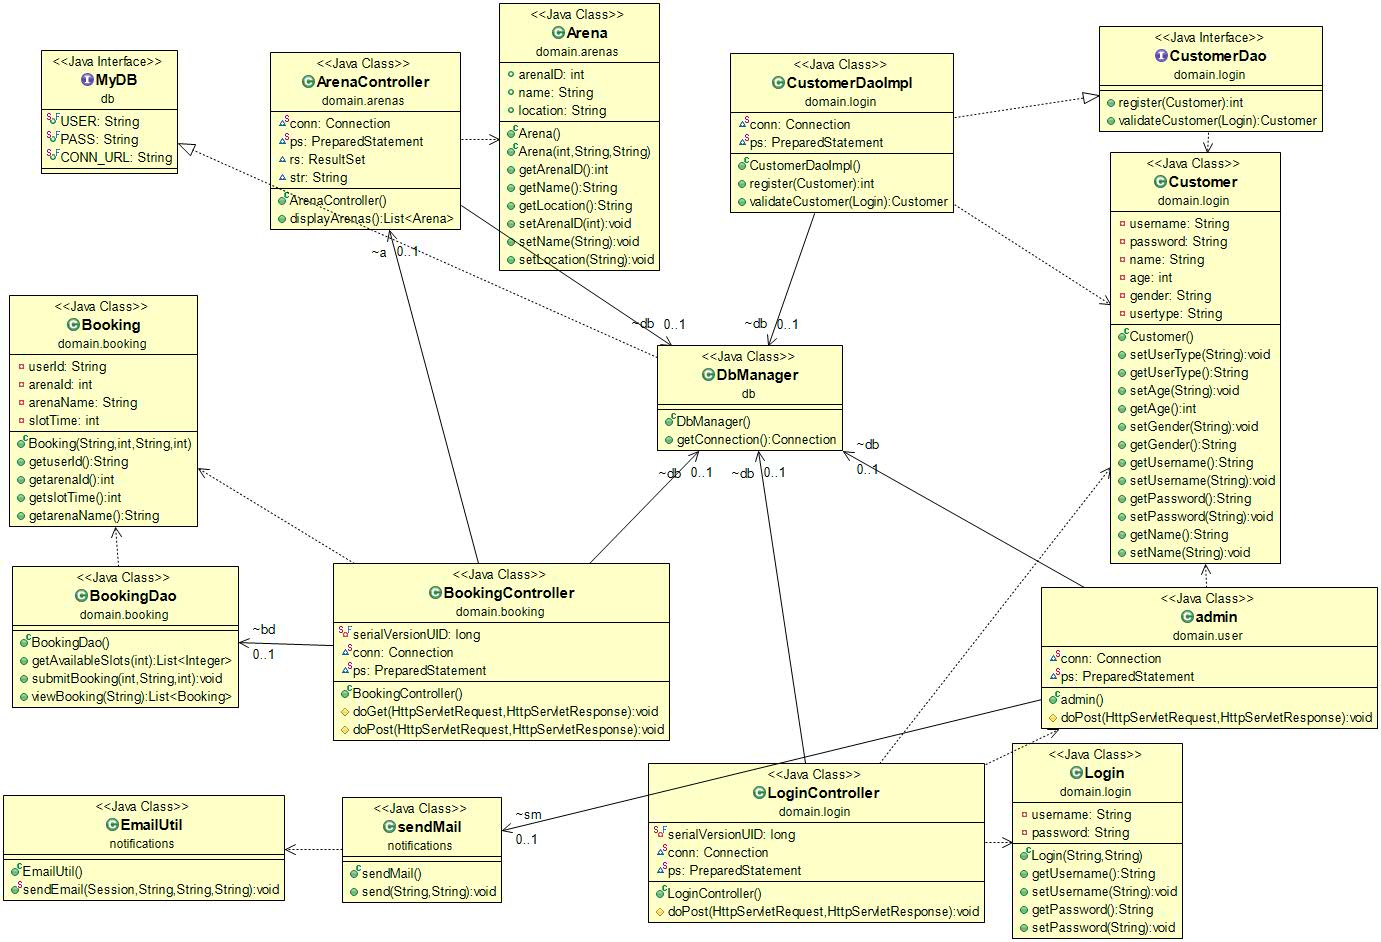 <<Java Interface>>
MyDB
db
USER: String
PASS: String
CONN_URL: String
<<Java Class>>
ArenaController
domain.arenas
conn: Connection
ps: PreparedStatement
rs: ResultSet
str: String
ArenaController()
displayArenas():List<Arena>
<<Java Class>>
Arena
domain.arenas
arenaID: int
name: String
location: String
Arena()
Arena(int,String,String)
getArenaID():int
getName():String
getLocation():String
setArenaID(int):void
setName(String):void
setLocation(String):void
<<Java Class>>
CustomerDaoImpl
domain.login
conn: Connection
ps: PreparedStatement
CustomerDaoImpl()
register(Customer):int
validateCustomer(Login):Customer
<<Java Interface>>
CustomerDao
domain.login
register(Customer):int
validateCustomer(Login):Customer
<<Java Class>>
Customer
domain.login
username: String
password: String
name: String
age: int
gender: String
usertype: String
Customer()
setUserType(String):void
getUserType():String
setAge(String):void
getAge():int
setGender(String):void
getGender():String
getUsername():String
setUsername(String):void
getPassword():String
setPassword(String):void
getName():String
setName(String):void
~a 0..1
~db 0..1
~db 0..1
<<Java Class>>
Booking
domain.booking
userId: String
arenaId: int
arenaName: String
slotTime: int
Booking(String,int,String,int)
getuserId():String
getarenaId():int
getslotTime():int
getarenaName():String
<<Java Class>>
DbManager
db
DbManager()
getConnection():Connection
~db 0..1
~db 0..1
~db
0..1
<<Java Class>>
BookingDao
domain.booking
BookingDao()
getAvailableSlots(int):List<Integer>
submitBooking(int,String,int):void
viewBooking(String):List<Booking>
~bd
0..1
<<Java Class>>
BookingController
domain.booking
serialVersionUID: long
conn: Connection
ps: PreparedStatement
BookingController()
doGet(HttpServletRequest,HttpServletResponse):void
doPost(HttpServletRequest,HttpServletResponse):void
<<Java Class>>
admin
domain.user
conn: Connection
ps: PreparedStatement
admin()
doPost(HttpServletRequest,HttpServletResponse):void
<<Java Class>>
EmailUtil
notifications
EmailUtil()
sendEmail(Session,String,String,String):void
<<Java Class>>
sendMail
notifications
sendMail()
send(String,String):void
~sm
0..1
<<Java Class>>
LoginController
domain.login
serialVersionUID: long
conn: Connection
ps: PreparedStatement
LoginController()
doPost(HttpServletRequest,HttpServletResponse):void
<<Java Class>>
Login
domain.login
username: String
password: String
Login(String,String)
getUsername():String
setUsername(String):void
getPassword():String
setPassword(String):void